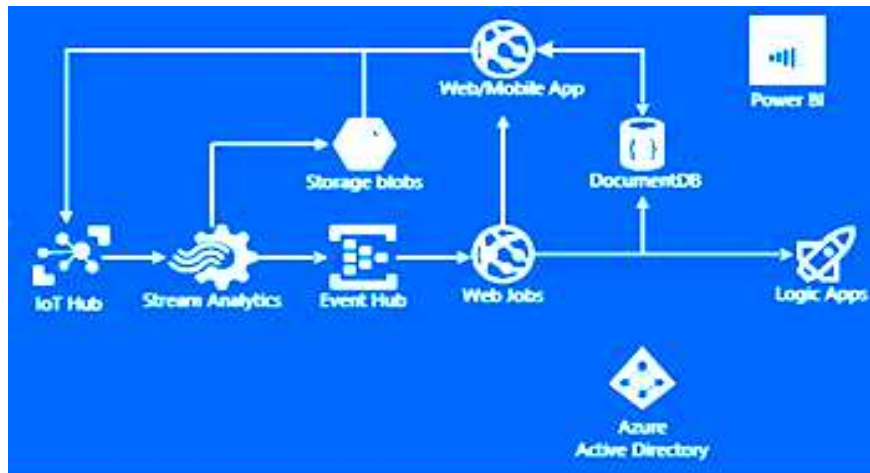 Web/Mobile App
Power BI
Storage blobs
DocumentDB
IoT Hub
Stream Analytics
Event Hub
Web Jobs
Logic Apps
Azure
Active Directory